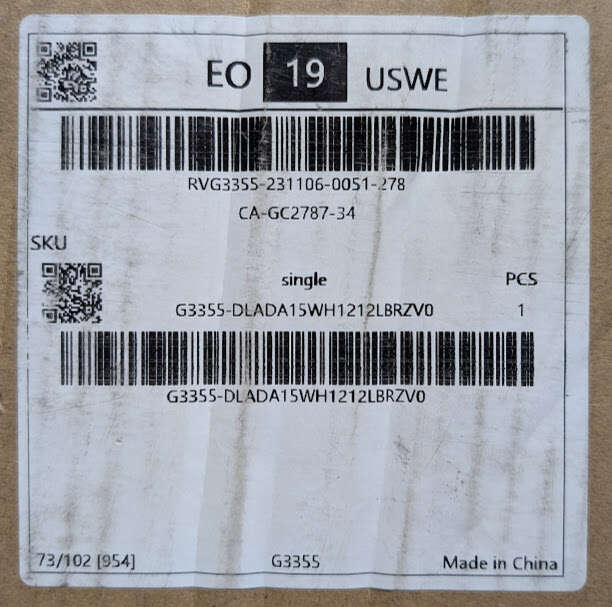 EO 19 USWE
RVG3355-231106-0051-278
CA-GC2787-34
SKU
single PCS
G3355-DLADA15WH1212LBRZV0 1
G3355-DLADA15WH1212LBRZV0
73/102 [954] G3355 Made in China